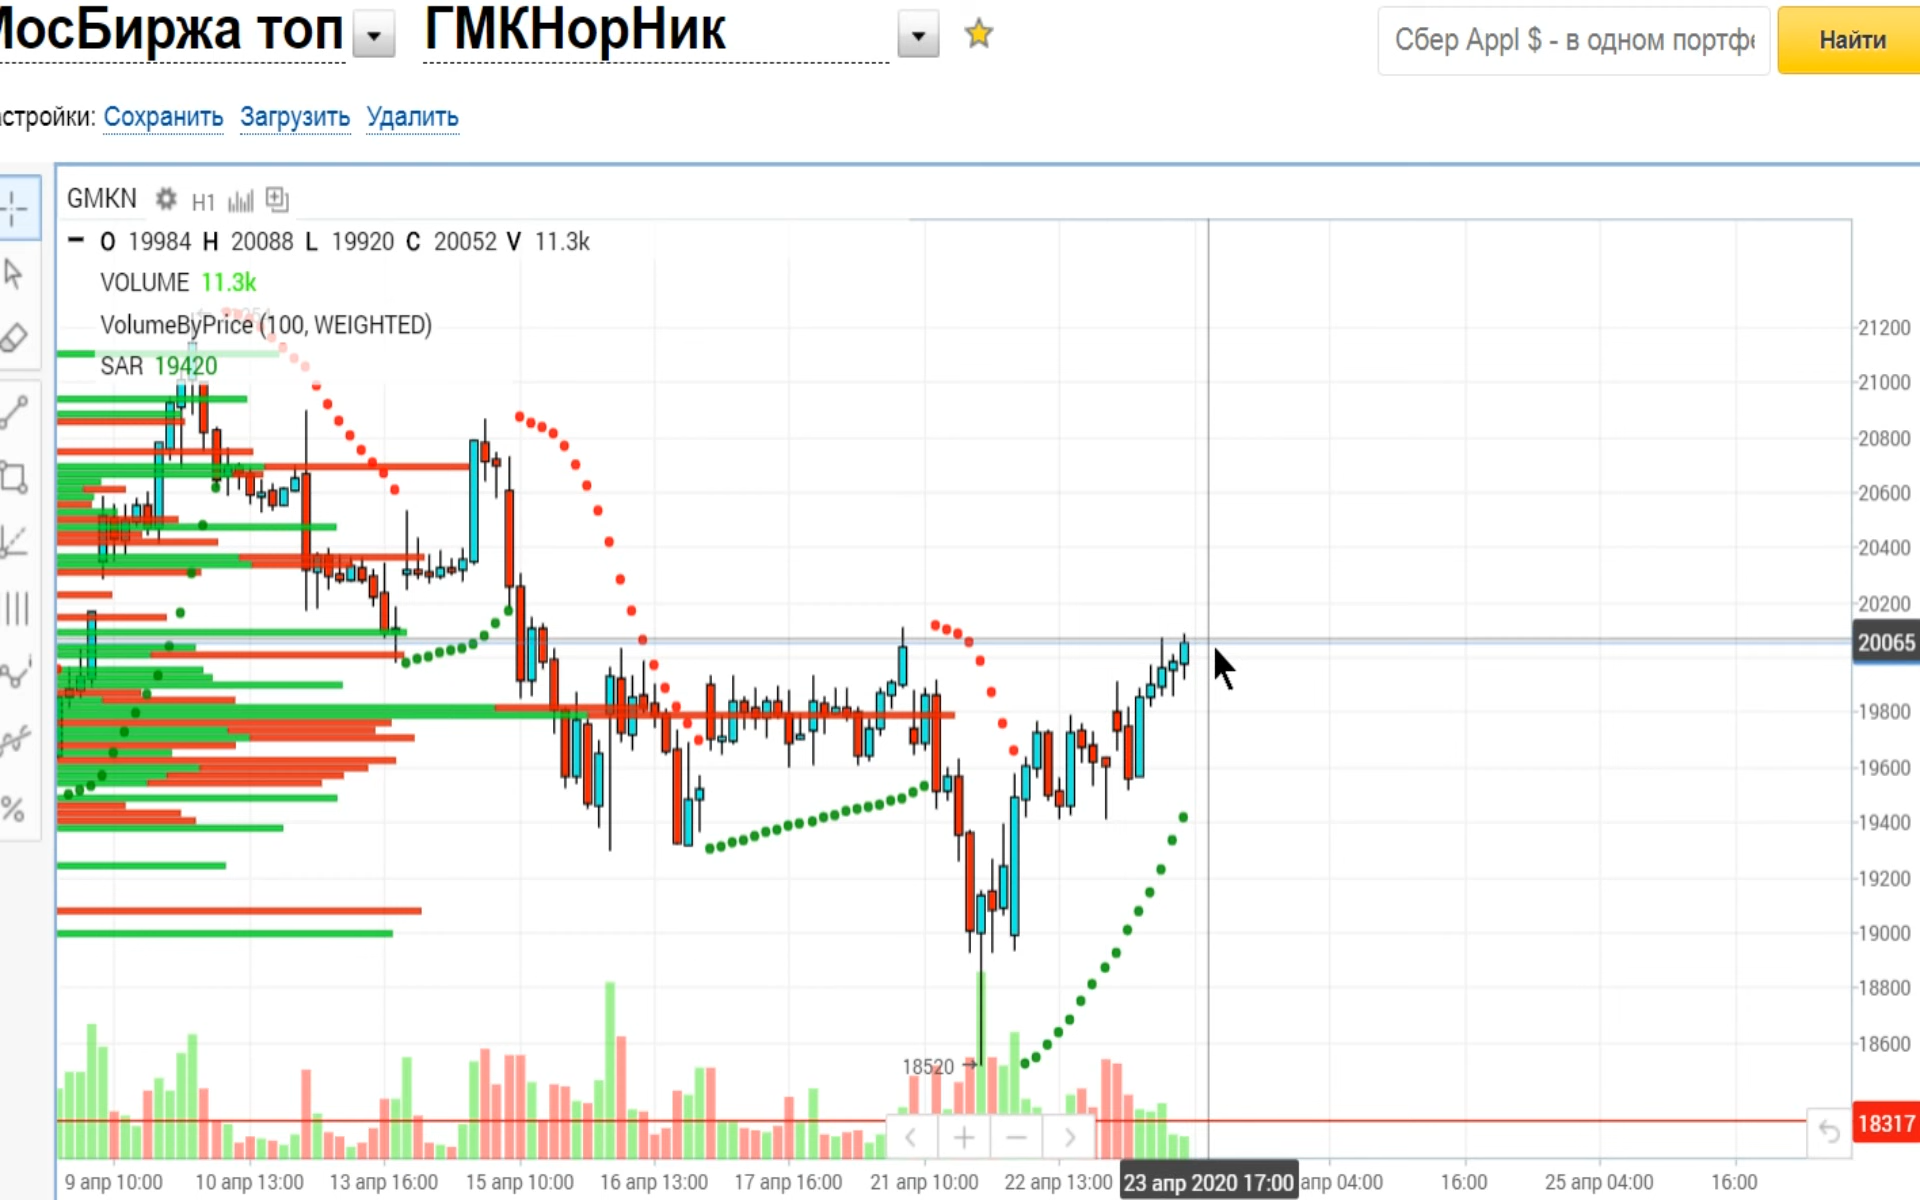 МосБиржа топ ГМКНорНик Сбер Appl $ - в одном портфе Найти
астройки: Сохранить Загрузить Удалить
GMKN H1
O 19984 H 20088 L 19920 C 20052 V 11.3k
VOLUME 11.3k
VolumeByPrice (100, WEIGHTED)
SAR 19420
21200
21000
20800
20600
20400
20200
20065
19800
19600
19400
19200
19000
18800
18600
18520
18317
9 апр 10:00 10 апр 13:00 13 апр 16:00 15 апр 10:00 16 апр 13:00 17 апр 16:00 21 апр 10:00 22 апр 13:00 23 апр 2020 17:00 апр 04:00 16:00 25 апр 04:00 16:00